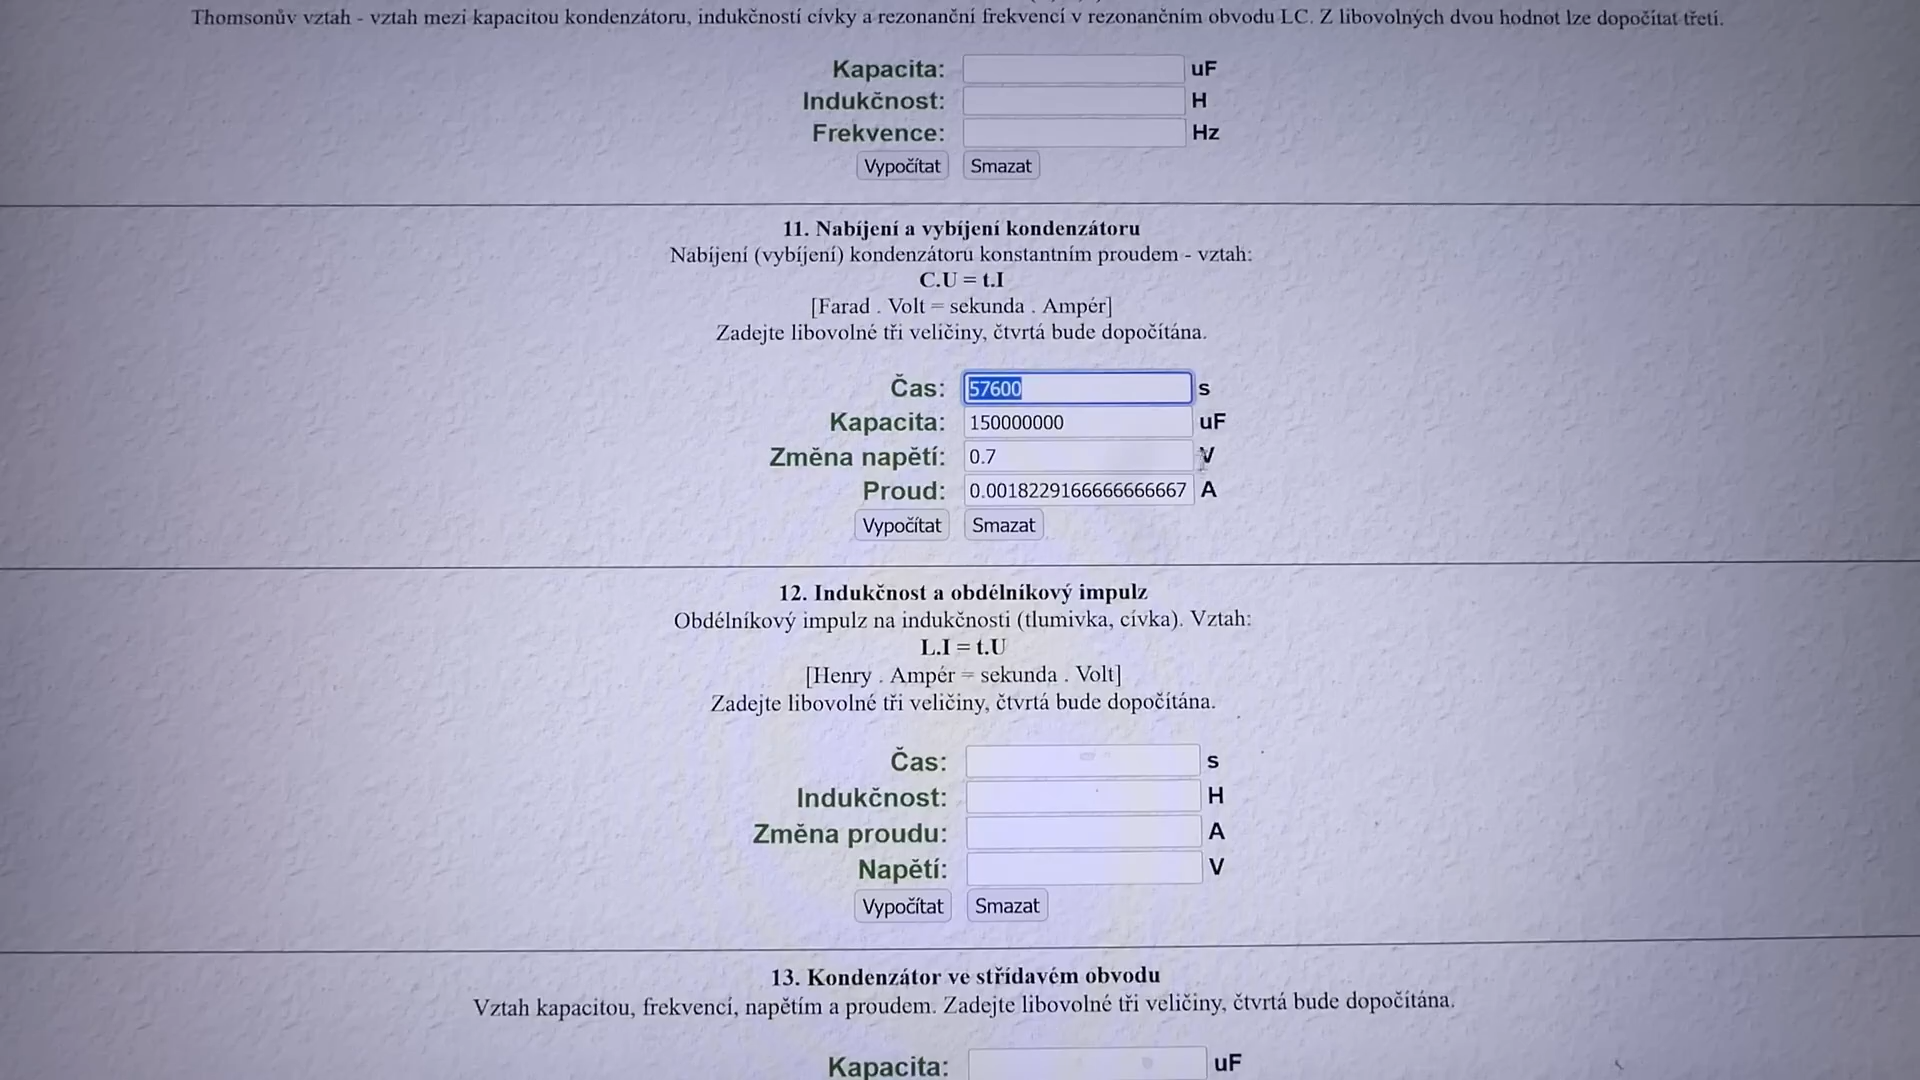 Thomsonův vztah - vztah mezi kapacitou kondenzátoru, indukčností cívky a rezonanční frekvencí v rezonančním obvodu LC. Z libovolných dvou hodnot lze dopočítat třetí.
Kapacita: uF
Indukčnost: H
Frekvence: Hz
Vypočítat Smazat
11. Nabíjení a vybíjení kondenzátoru
Nabíjení (vybíjení) kondenzátoru konstantním proudem - vztah:
C.U = t.I
[Farad . Volt = sekunda . Ampér]
Zadejte libovolné tři veličiny, čtvrtá bude dopočítána.
Čas: 57600 s
Kapacita: 150000000 uF
Změna napětí: 0.7 V
Proud: 0.0018229166666666667 A
Vypočítat Smazat
12. Indukčnost a obdélníkový impulz
Obdélníkový impulz na indukčnosti (tlumivka, cívka). Vztah:
L.I = t.U
[Henry . Ampér = sekunda . Volt]
Zadejte libovolné tři veličiny, čtvrtá bude dopočítána.
Čas: s
Indukčnost: H
Změna proudu: A
Napětí: V
Vypočítat Smazat
13. Kondenzátor ve střídavém obvodu
Vztah kapacitou, frekvencí, napětím a proudem. Zadejte libovolné tři veličiny, čtvrtá bude dopočítána.
Kapacita: uF